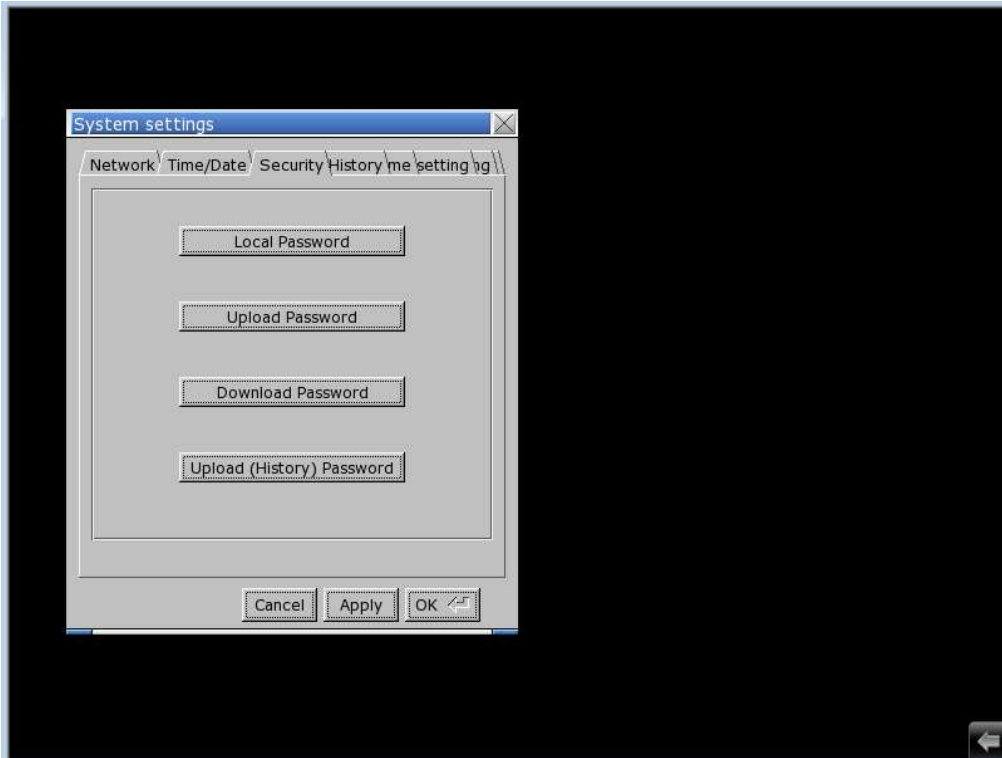 System settings
Network Time/Date Security History me setting ng
Local Password
Upload Password
Download Password
Upload (History) Password
Cancel Apply OK